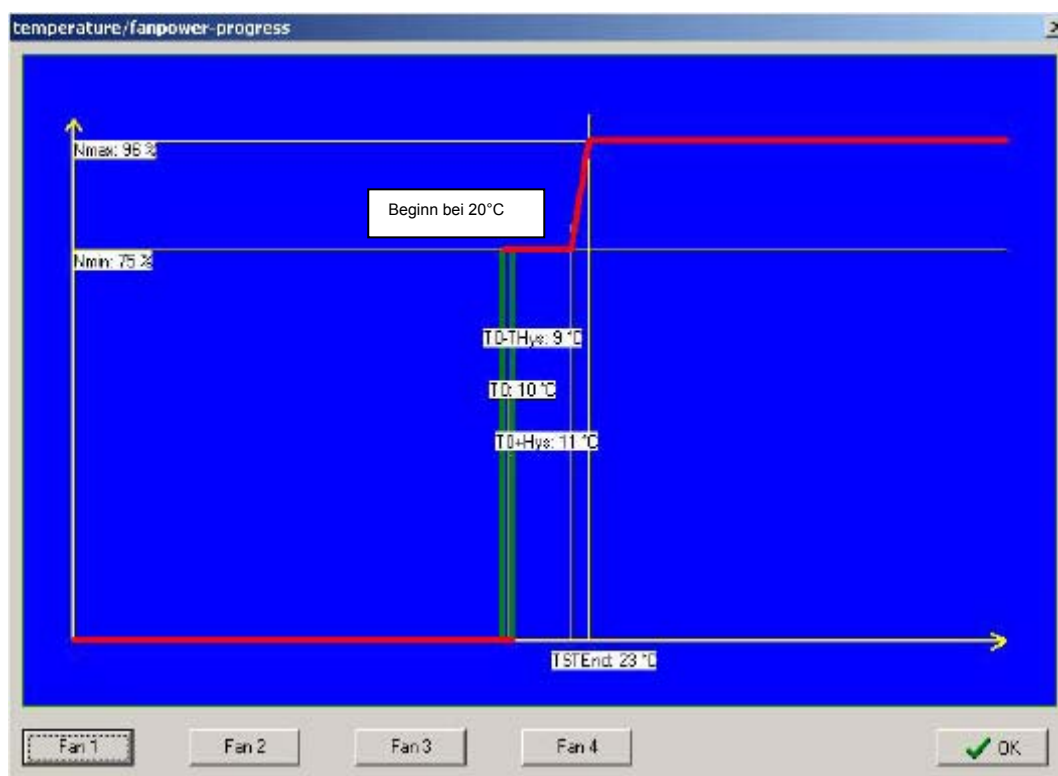 temperature/fanpower-progress
Nmax: 96 %
Beginn bei 20°C
Nmin: 75 %
T0-THys: 9 °C
T0: 10 °C
T0+Hys: 11 °C
TSTEnd: 23 °C
Fan 1
Fan 2
Fan 3
Fan 4
OK